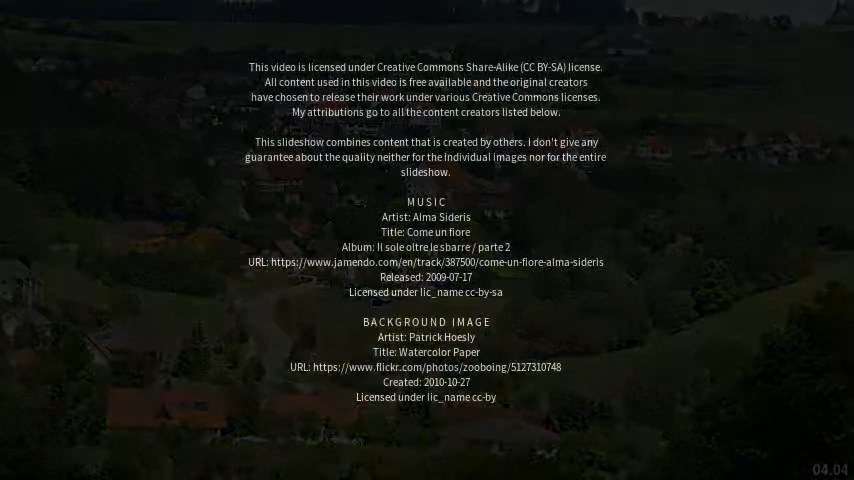 This video is licensed under Creative Commons Share-Alike (CC BY-SA) license.
All content used in this video is free available and the original creators
have chosen to release their work under various Creative Commons licenses.
My attributions go to all the content creators listed below.
This slideshow combines content that is created by others. I don't give any
guarantee about the quality neither for the individual images nor for the entire
slideshow.
MUSIC
Artist: Alma Sideris
Title: Come un fiore
Album: Il sole oltre le sbarre / parte 2
URL: https://www.jamendo.com/en/track/387500/come-un-fiore-alma-sideris
Released: 2009-07-17
Licensed under lic_name cc-by-sa
BACKGROUND IMAGE
Artist: Patrick Hoesly
Title: Watercolor Paper
URL: https://www.flickr.com/photos/zooboing/5127310748
Created: 2010-10-27
Licensed under lic_name cc-by
04.04